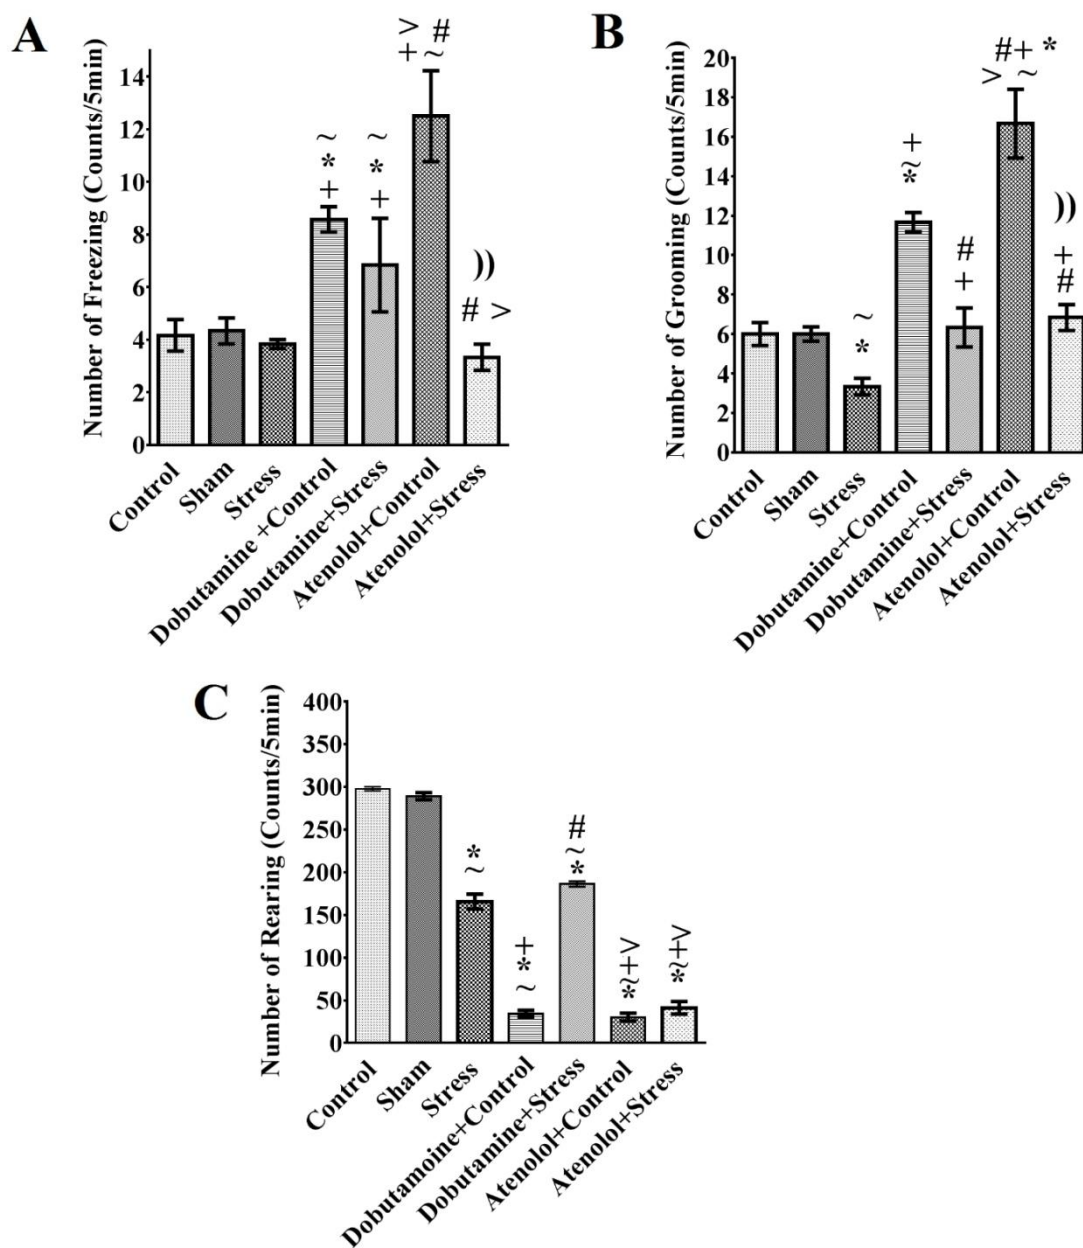 A
Number of Freezing (Counts/5min)
14
12
10
8
6
4
2
0
> #
+ ~
~
*
+
~
*
+
))
# >
Control
Sham
Stress
Dobutamine +Control
Dobutamine+Stress
Atenolol+Control
Atenolol+Stress
B
Number of Grooming (Counts/5min)
20
18
16
14
12
10
8
6
4
2
0
~
*
+
~
*
#
+
#+ *
> ~
))
+
#
Control
Sham
Stress
Dobutamine+Control
Dobutamine+Stress
Atenolol+Control
Atenolol+Stress
C
Number of Rearing (Counts/5min)
400
350
300
250
200
150
100
50
0
*
~
+
*
~
#
~
*
*~+>
*~+>
Control
Sham
Stress
Dobutamoine+Control
Dobutamine+Stress
Atenolol+Control
Atenolol+Stress